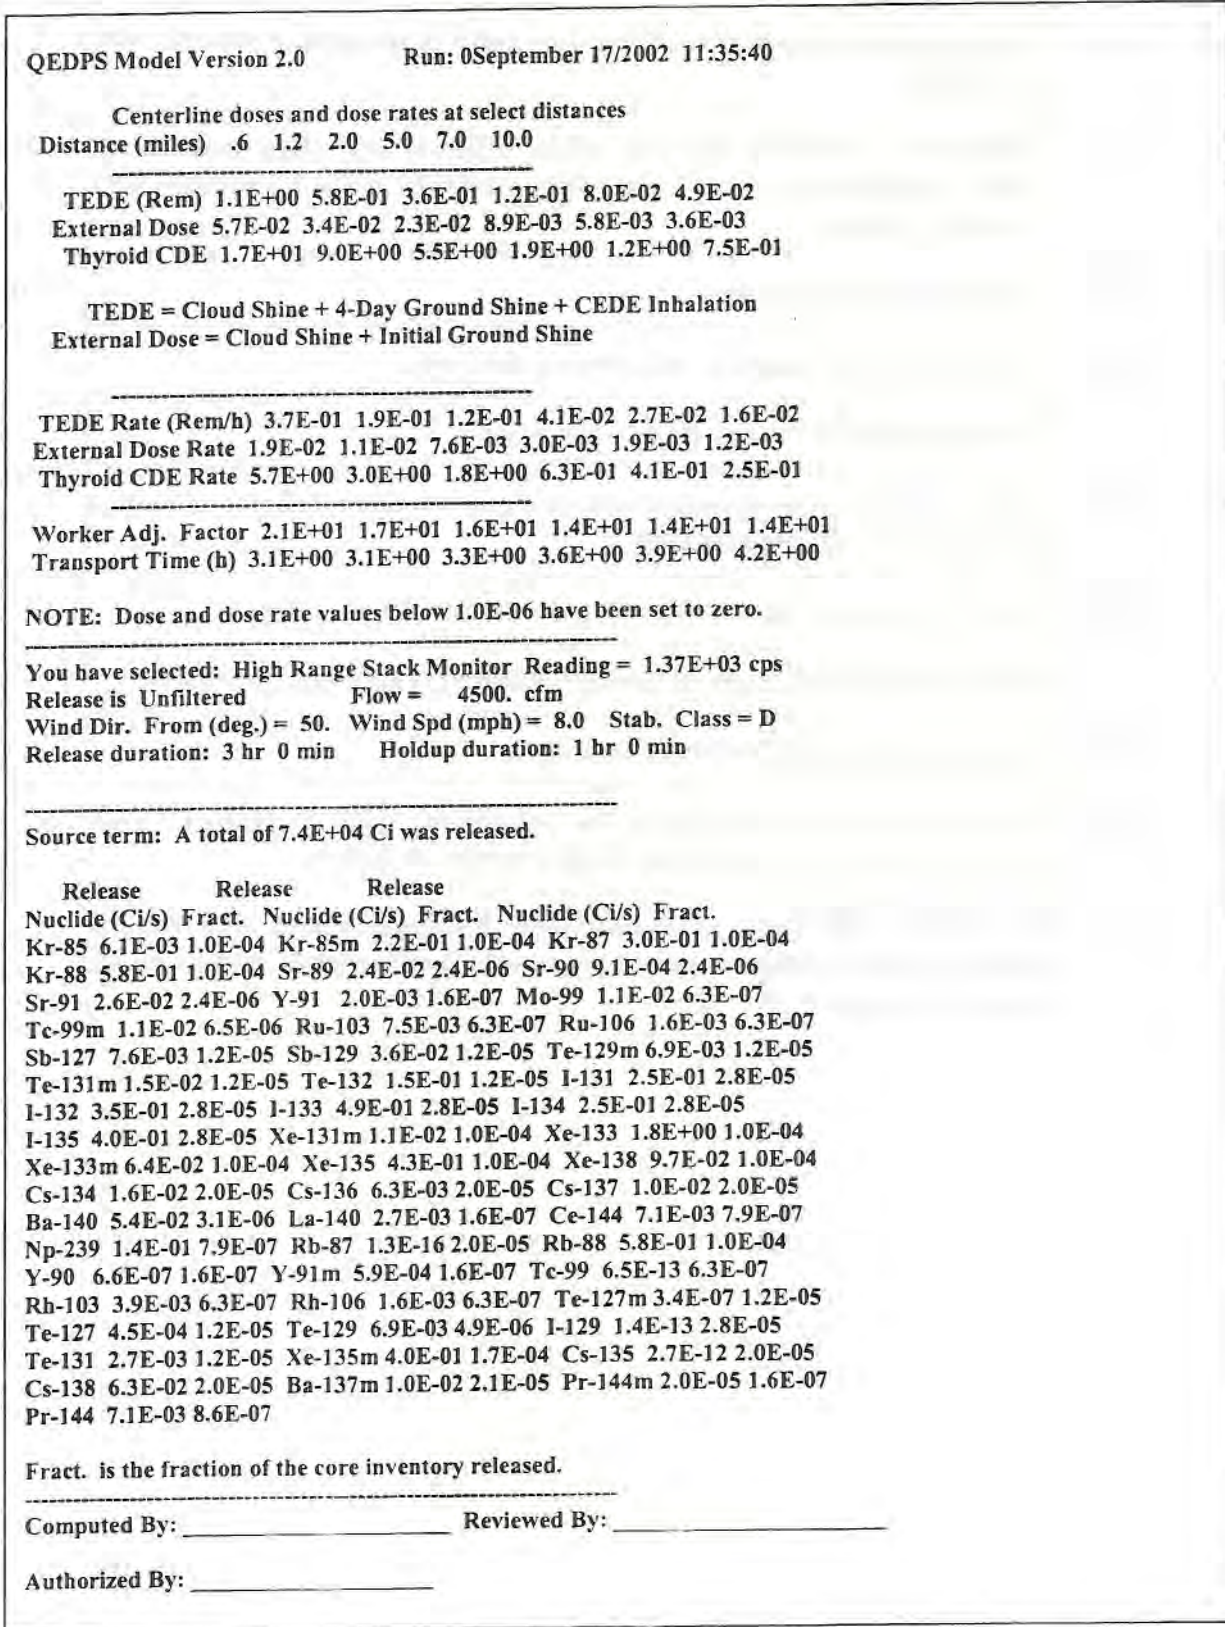 QEDPS Model Version 2.0 Run: 0September 17/2002 11:35:40
Centerline doses and dose rates at select distances
Distance (miles) .6 1.2 2.0 5.0 7.0 10.0
----------------------------------------------------
TEDE (Rem) 1.1E+00 5.8E-01 3.6E-01 1.2E-01 8.0E-02 4.9E-02
External Dose 5.7E-02 3.4E-02 2.3E-02 8.9E-03 5.8E-03 3.6E-03
Thyroid CDE 1.7E+01 9.0E+00 5.5E+00 1.9E+00 1.2E+00 7.5E-01
TEDE = Cloud Shine + 4-Day Ground Shine + CEDE Inhalation
External Dose = Cloud Shine + Initial Ground Shine
----------------------------------------------------
TEDE Rate (Rem/h) 3.7E-01 1.9E-01 1.2E-01 4.1E-02 2.7E-02 1.6E-02
External Dose Rate 1.9E-02 1.1E-02 7.6E-03 3.0E-03 1.9E-03 1.2E-03
Thyroid CDE Rate 5.7E+00 3.0E+00 1.8E+00 6.3E-01 4.1E-01 2.5E-01
----------------------------------------------------
Worker Adj. Factor 2.1E+01 1.7E+01 1.6E+01 1.4E+01 1.4E+01 1.4E+01
Transport Time (h) 3.1E+00 3.1E+00 3.3E+00 3.6E+00 3.9E+00 4.2E+00
NOTE: Dose and dose rate values below 1.0E-06 have been set to zero.
----------------------------------------------------
You have selected: High Range Stack Monitor Reading = 1.37E+03 cps
Release is Unfiltered Flow = 4500. cfm
Wind Dir. From (deg.) = 50. Wind Spd (mph) = 8.0 Stab. Class = D
Release duration: 3 hr 0 min Holdup duration: 1 hr 0 min
----------------------------------------------------
Source term: A total of 7.4E+04 Ci was released.
Release Release Release
Nuclide (Ci/s) Fract. Nuclide (Ci/s) Fract. Nuclide (Ci/s) Fract.
Kr-85 6.1E-03 1.0E-04 Kr-85m 2.2E-01 1.0E-04 Kr-87 3.0E-01 1.0E-04
Kr-88 5.8E-01 1.0E-04 Sr-89 2.4E-02 2.4E-06 Sr-90 9.1E-04 2.4E-06
Sr-91 2.6E-02 2.4E-06 Y-91 2.0E-03 1.6E-07 Mo-99 1.1E-02 6.3E-07
Tc-99m 1.1E-02 6.5E-06 Ru-103 7.5E-03 6.3E-07 Ru-106 1.6E-03 6.3E-07
Sb-127 7.6E-03 1.2E-05 Sb-129 3.6E-02 1.2E-05 Te-129m 6.9E-03 1.2E-05
Te-131m 1.5E-02 1.2E-05 Te-132 1.5E-01 1.2E-05 I-131 2.5E-01 2.8E-05
I-132 3.5E-01 2.8E-05 I-133 4.9E-01 2.8E-05 I-134 2.5E-01 2.8E-05
I-135 4.0E-01 2.8E-05 Xe-131m 1.1E-02 1.0E-04 Xe-133 1.8E+00 1.0E-04
Xe-133m 6.4E-02 1.0E-04 Xe-135 4.3E-01 1.0E-04 Xe-138 9.7E-02 1.0E-04
Cs-134 1.6E-02 2.0E-05 Cs-136 6.3E-03 2.0E-05 Cs-137 1.0E-02 2.0E-05
Ba-140 5.4E-02 3.1E-06 La-140 2.7E-03 1.6E-07 Ce-144 7.1E-03 7.9E-07
Np-239 1.4E-01 7.9E-07 Rb-87 1.3E-16 2.0E-05 Rb-88 5.8E-01 1.0E-04
Y-90 6.6E-07 1.6E-07 Y-91m 5.9E-04 1.6E-07 Tc-99 6.5E-13 6.3E-07
Rh-103 3.9E-03 6.3E-07 Rh-106 1.6E-03 6.3E-07 Te-127m 3.4E-07 1.2E-05
Te-127 4.5E-04 1.2E-05 Te-129 6.9E-03 4.9E-06 I-129 1.4E-13 2.8E-05
Te-131 2.7E-03 1.2E-05 Xe-135m 4.0E-01 1.7E-04 Cs-135 2.7E-12 2.0E-05
Cs-138 6.3E-02 2.0E-05 Ba-137m 1.0E-02 2.1E-05 Pr-144m 2.0E-05 1.6E-07
Pr-144 7.1E-03 8.6E-07
Fract. is the fraction of the core inventory released.
----------------------------------------------------
Computed By: ____________________ Reviewed By: ____________________
Authorized By: ____________________